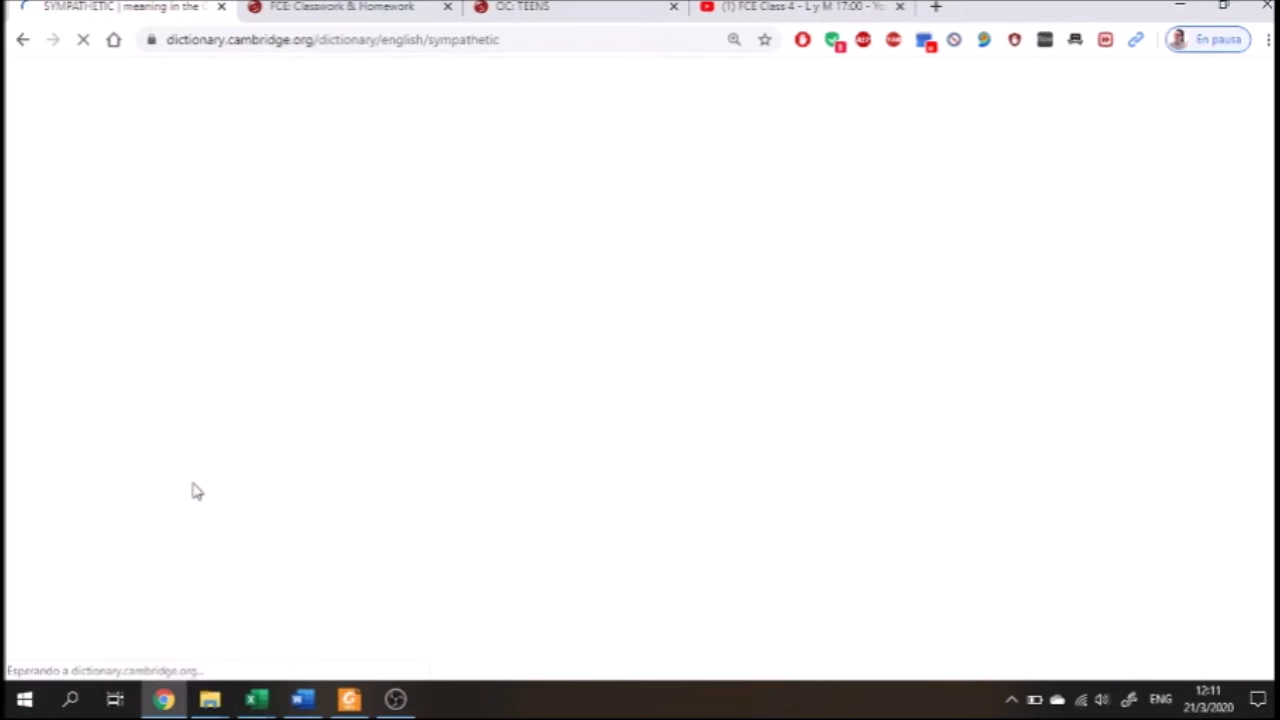 SYMPATHETIC | meaning in the C
FCE: Classwork & Homework
OC: TEENS
(1) FCE Class 4 - L y M 17:00 - Yo
dictionary.cambridge.org/dictionary/english/sympathetic
En pausa
Esperando a dictionary.cambridge.org...
ENG
12:11
21/3/2020